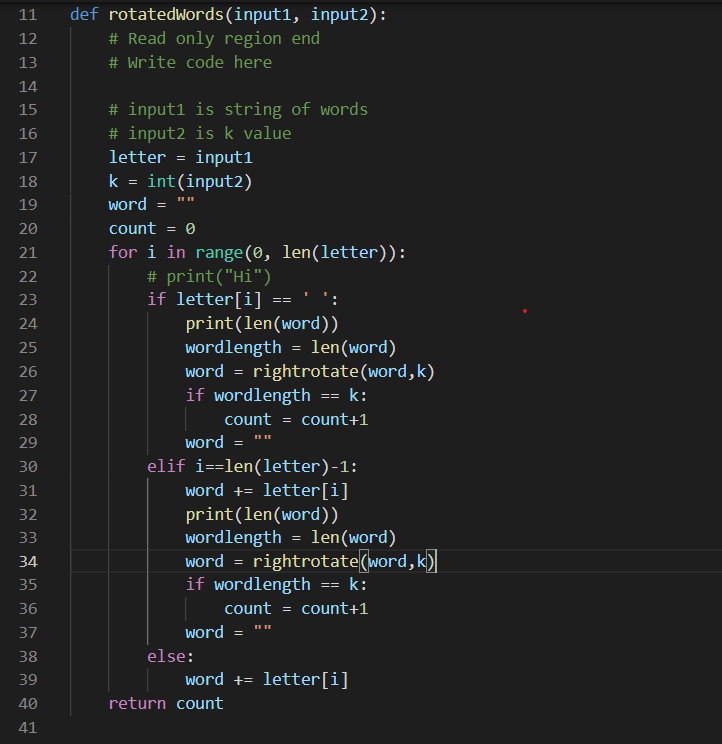 11 def rotatedWords(input1, input2):
12     # Read only region end
13     # Write code here
14
15     # input1 is string of words
16     # input2 is k value
17     letter = input1
18     k = int(input2)
19     word = ""
20     count = 0
21     for i in range(0, len(letter)):
22         # print("Hi")
23         if letter[i] == ' ':
24             print(len(word))
25             wordlength = len(word)
26             word = rightrotate(word,k)
27             if wordlength == k:
28                 count = count+1
29             word = ""
30         elif i==len(letter)-1:
31             word += letter[i]
32             print(len(word))
33             wordlength = len(word)
34             word = rightrotate(word,k)
35             if wordlength == k:
36                 count = count+1
37             word = ""
38         else:
39             word += letter[i]
40     return count
41